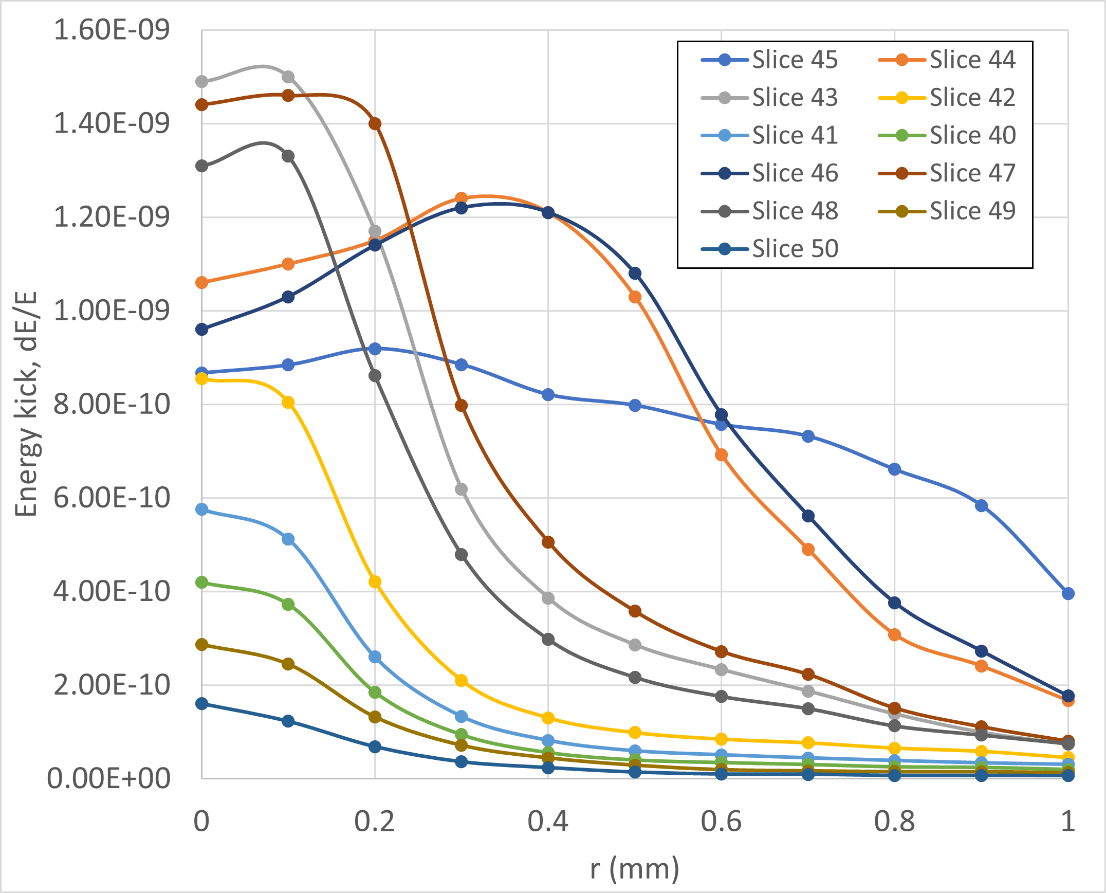 1.60E-09
1.40E-09
1.20E-09
1.00E-09
8.00E-10
6.00E-10
4.00E-10
2.00E-10
0.00E+00
Energy kick, dE/E
Slice 45 Slice 44
Slice 43 Slice 42
Slice 41 Slice 40
Slice 46 Slice 47
Slice 48 Slice 49
Slice 50
0 0.2 0.4 0.6 0.8 1
r (mm)